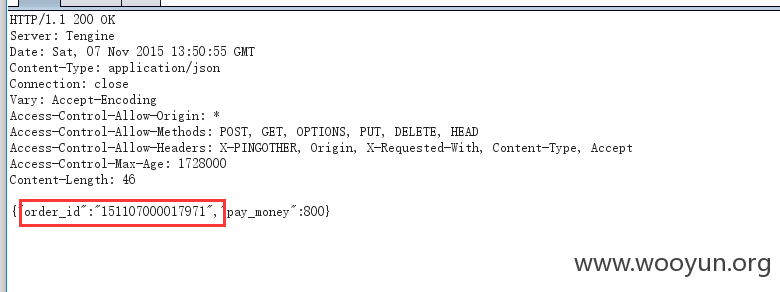 HTTP/1.1 200 OK
Server: Tengine
Date: Sat, 07 Nov 2015 13:50:55 GMT
Content-Type: application/json
Connection: close
Vary: Accept-Encoding
Access-Control-Allow-Origin: *
Access-Control-Allow-Methods: POST, GET, OPTIONS, PUT, DELETE, HEAD
Access-Control-Allow-Headers: X-PINGOTHER, Origin, X-Requested-With, Content-Type, Accept
Access-Control-Max-Age: 1728000
Content-Length: 46
{"order_id":"151107000017971","pay_money":800}
www.wooyun.org